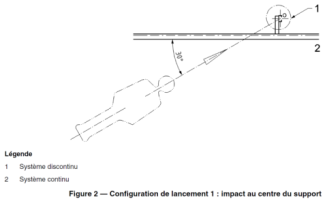 1
2
30°
Légende
1 Système discontinu
2 Système continu
Figure 2 — Configuration de lancement 1 : impact au centre du support